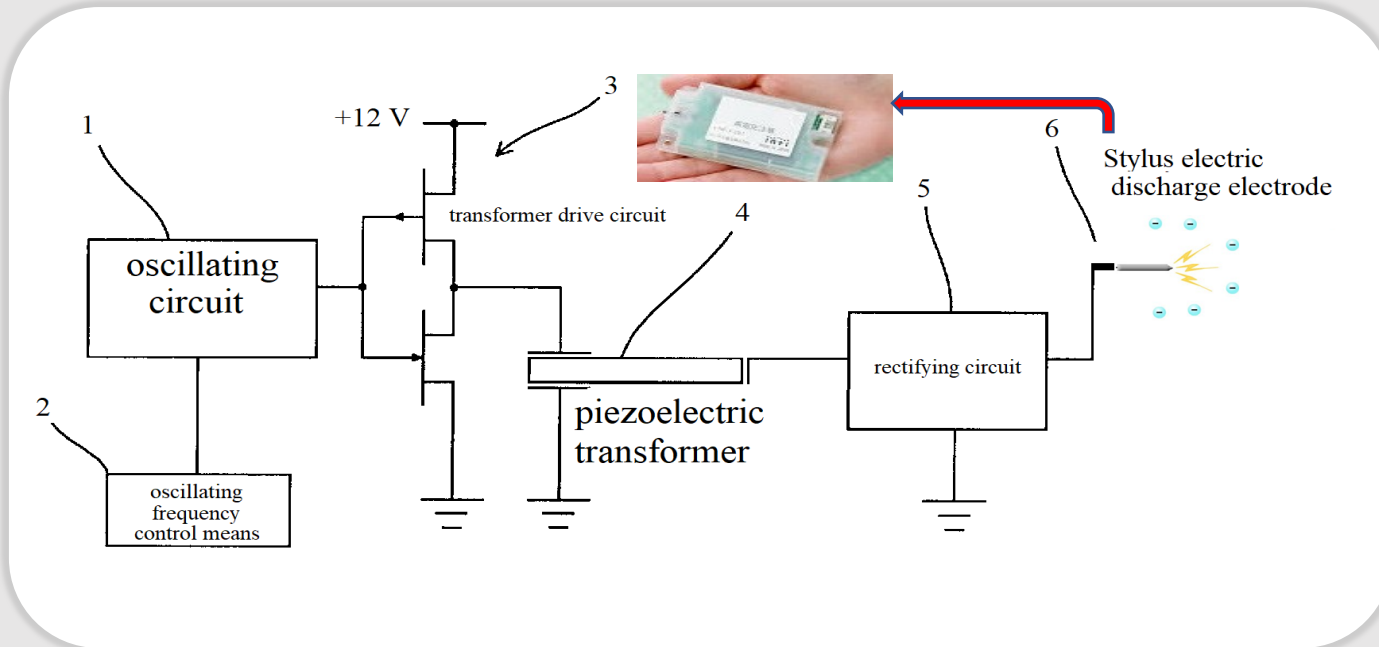 1
+12 V
3
6
Stylus electric
discharge electrode
5
transformer drive circuit
4
oscillating
circuit
rectifying circuit
piezoelectric
transformer
2
oscillating
frequency
control means
-
-
-
-
-
-